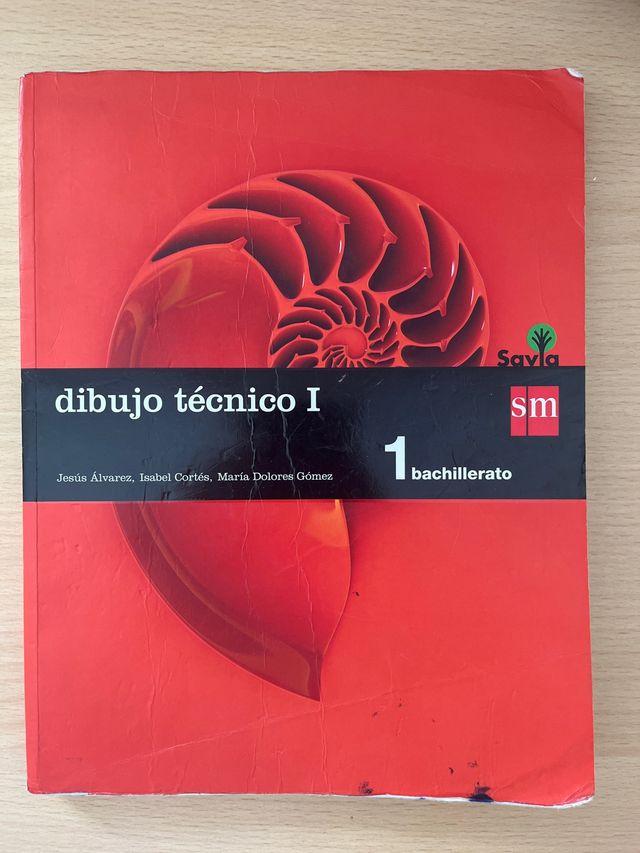 Savia
dibujo técnico I
sm
Jesús Álvarez, Isabel Cortés, María Dolores Gómez
1 bachillerato